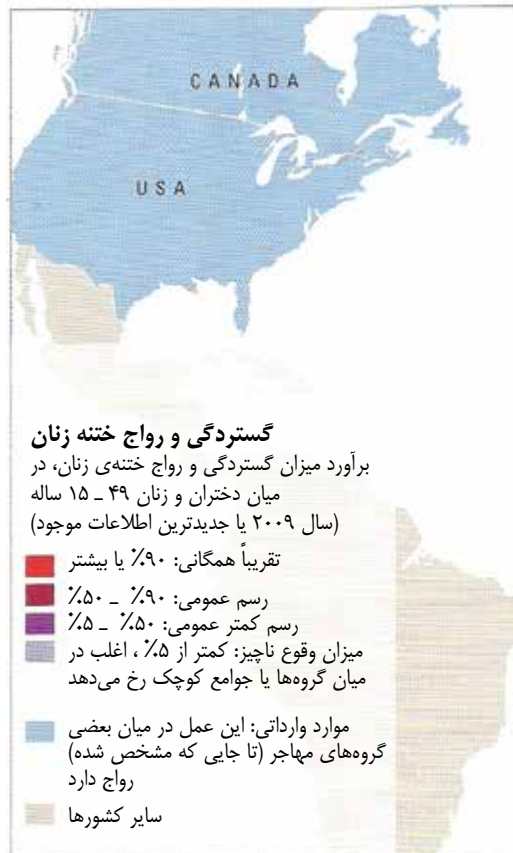 CANADA
USA
گستردگی و رواج ختنه زنان
برآورد میزان گستردگی و رواج ختنه‌ی زنان، در
میان دختران و زنان ۴۹ ـ ۱۵ ساله
(سال ۲۰۰۹ یا جدیدترین اطلاعات موجود)
تقریباً همگانی: ۹۰٪ یا بیشتر
رسم عمومی: ۹۰٪ ـ ۵۰٪
رسم کمتر عمومی: ۵۰٪ ـ ۵٪
میزان وقوع ناچیز: کمتر از ۵٪ ، اغلب در
میان گروه‌ها یا جوامع کوچک رخ می‌دهد
موارد وارداتی: این عمل در میان بعضی
گروه‌های مهاجر (تا جایی که مشخص شده)
رواج دارد
سایر کشورها